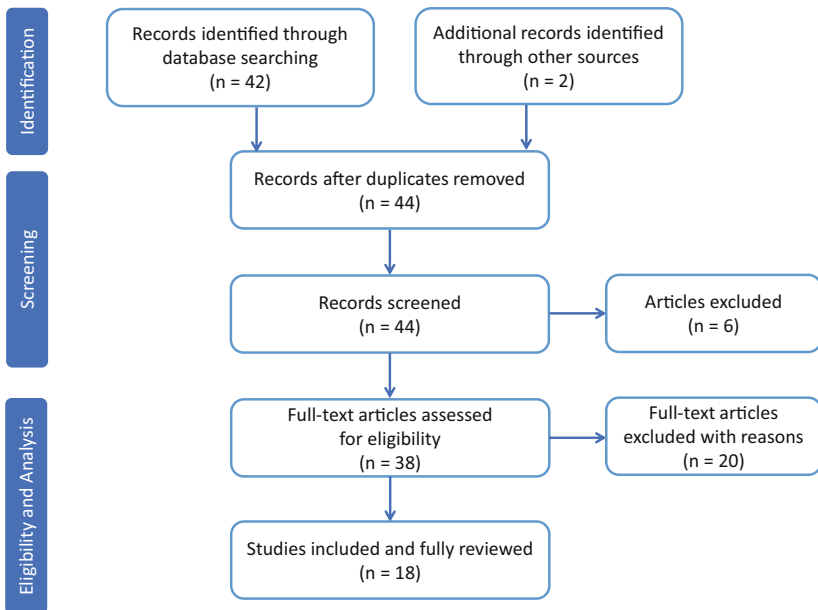 Identification
Records identified through
database searching
(n = 42)
Additional records identified
through other sources
(n = 2)
Screening
Records after duplicates removed
(n = 44)
Records screened
(n = 44)
Articles excluded
(n = 6)
Eligibility and Analysis
Full-text articles assessed
for eligibility
(n = 38)
Full-text articles
excluded with reasons
(n = 20)
Studies included and fully reviewed
(n = 18)